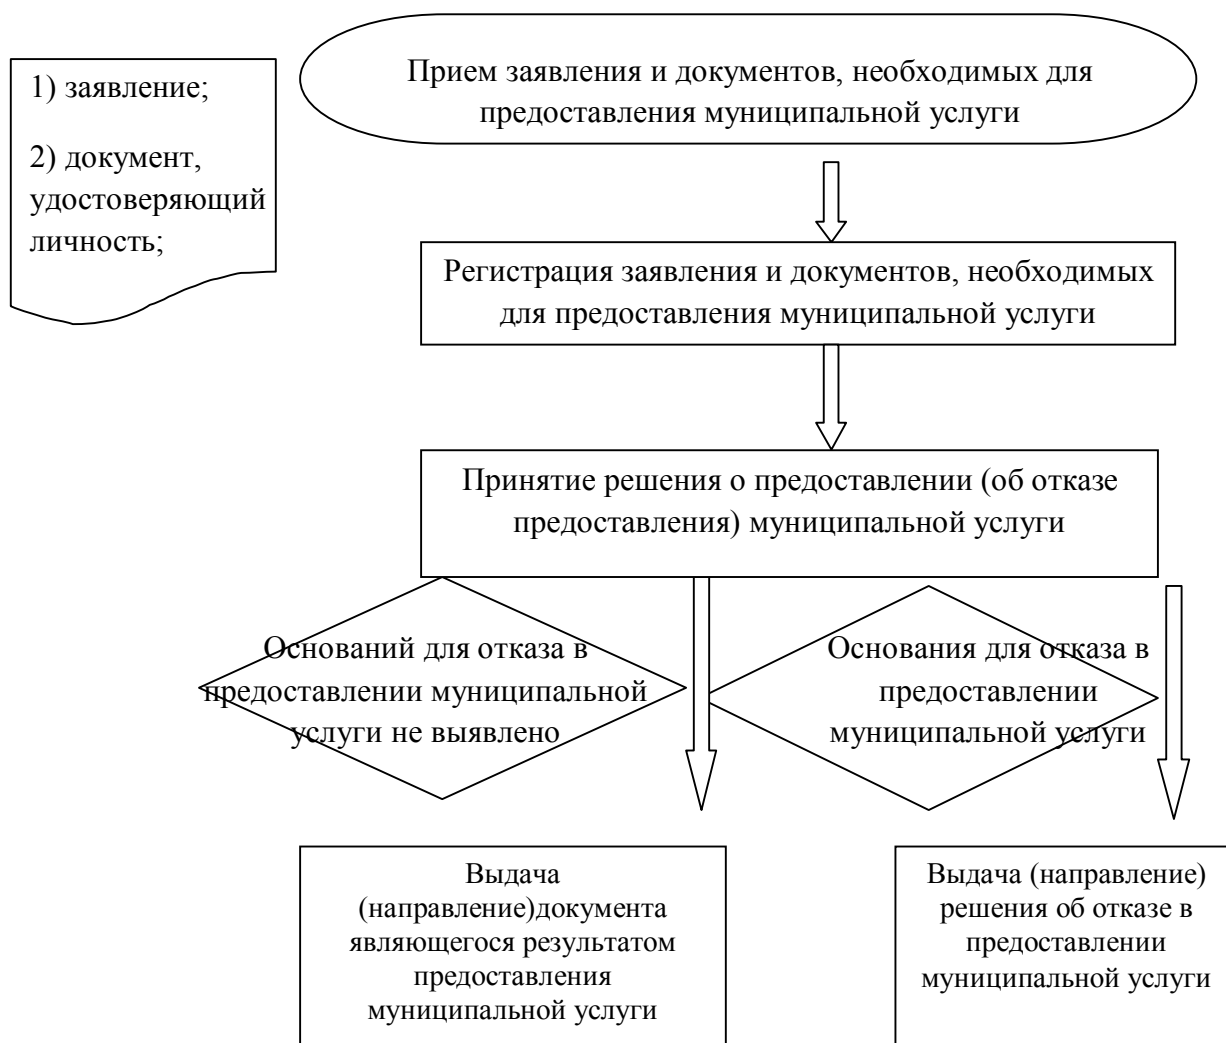 1) заявление;
2) документ,
удостоверяющий
личность;
Прием заявления и документов, необходимых для
предоставления муниципальной услуги
Регистрация заявления и документов, необходимых
для предоставления муниципальной услуги
Принятие решения о предоставлении (об отказе
предоставления) муниципальной услуги
Оснований для отказа в
предоставлении муниципальной
услуги не выявлено
Основания для отказа в
предоставлении
муниципальной услуги
Выдача
(направление)документа
являющегося результатом
предоставления
муниципальной услуги
Выдача (направление)
решения об отказе в
предоставлении
муниципальной услуги